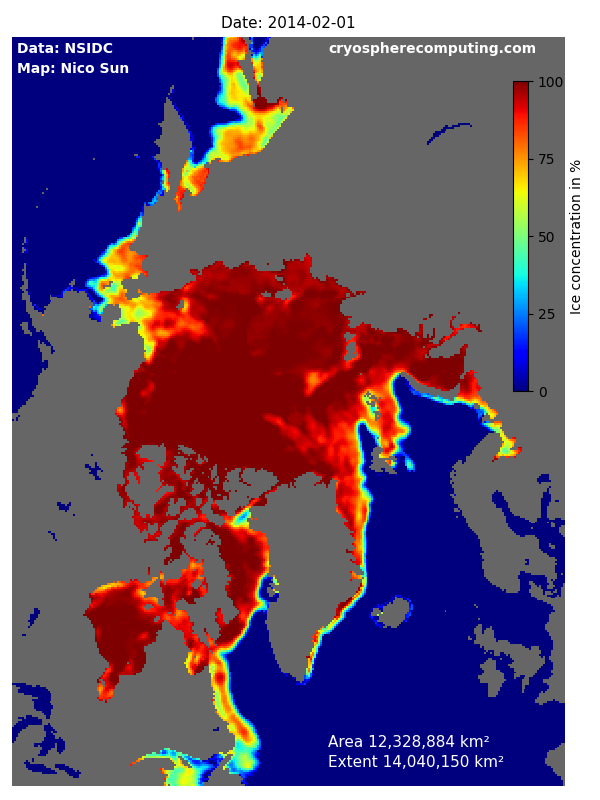 Date: 2014-02-01
Data: NSIDC
Map: Nico Sun
cryospherecomputing.com
100
75
50
25
0
Ice concentration in %
Area 12,328,884 km²
Extent 14,040,150 km²